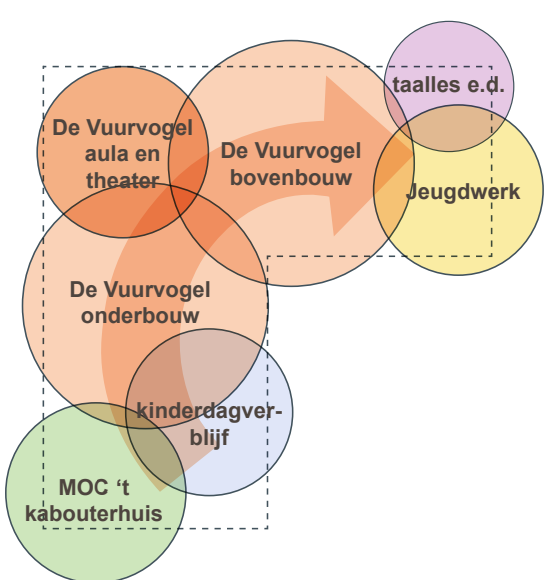 taalles e.d.
De Vuurvogel
aula en
theater
De Vuurvogel
bovenbouw
Jeugdwerk
De Vuurvogel
onderbouw
kinderdagver-
blijf
MOC ‘t
kabouterhuis